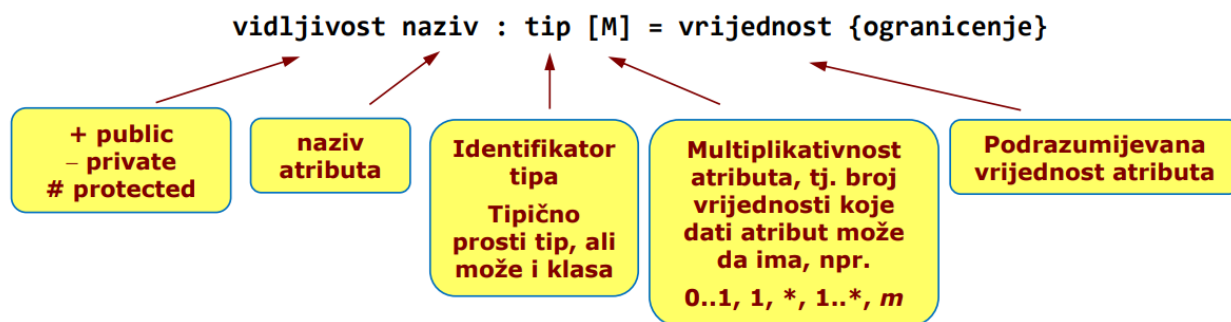 vidljivost naziv : tip [M] = vrijednost {ogranicenje}
+ public
– private
# protected
naziv
atributa
Identifikator
tipa
Tipično
prosti tip, ali
može i klasa
Multiplikativnost
atributa, tj. broj
vrijednosti koje
dati atribut može
da ima, npr.
0..1, 1, *, 1..*, m
Podrazumijevana
vrijednost atributa